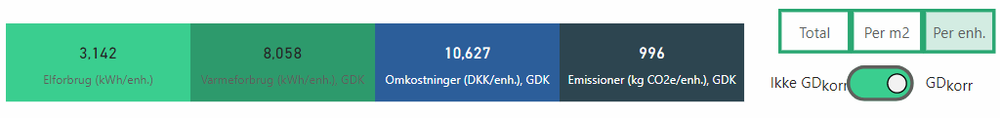 3,142
Elforbrug (kWh/enh.)
8,058
Varmeforbrug (kWh/enh.), GDK
10,627
Omkostninger (DKK/enh.), GDK
996
Emissioner (kg CO2e/enh.), GDK
Total
Per m2
Per enh.
Ikke GDkorr
GDkorr